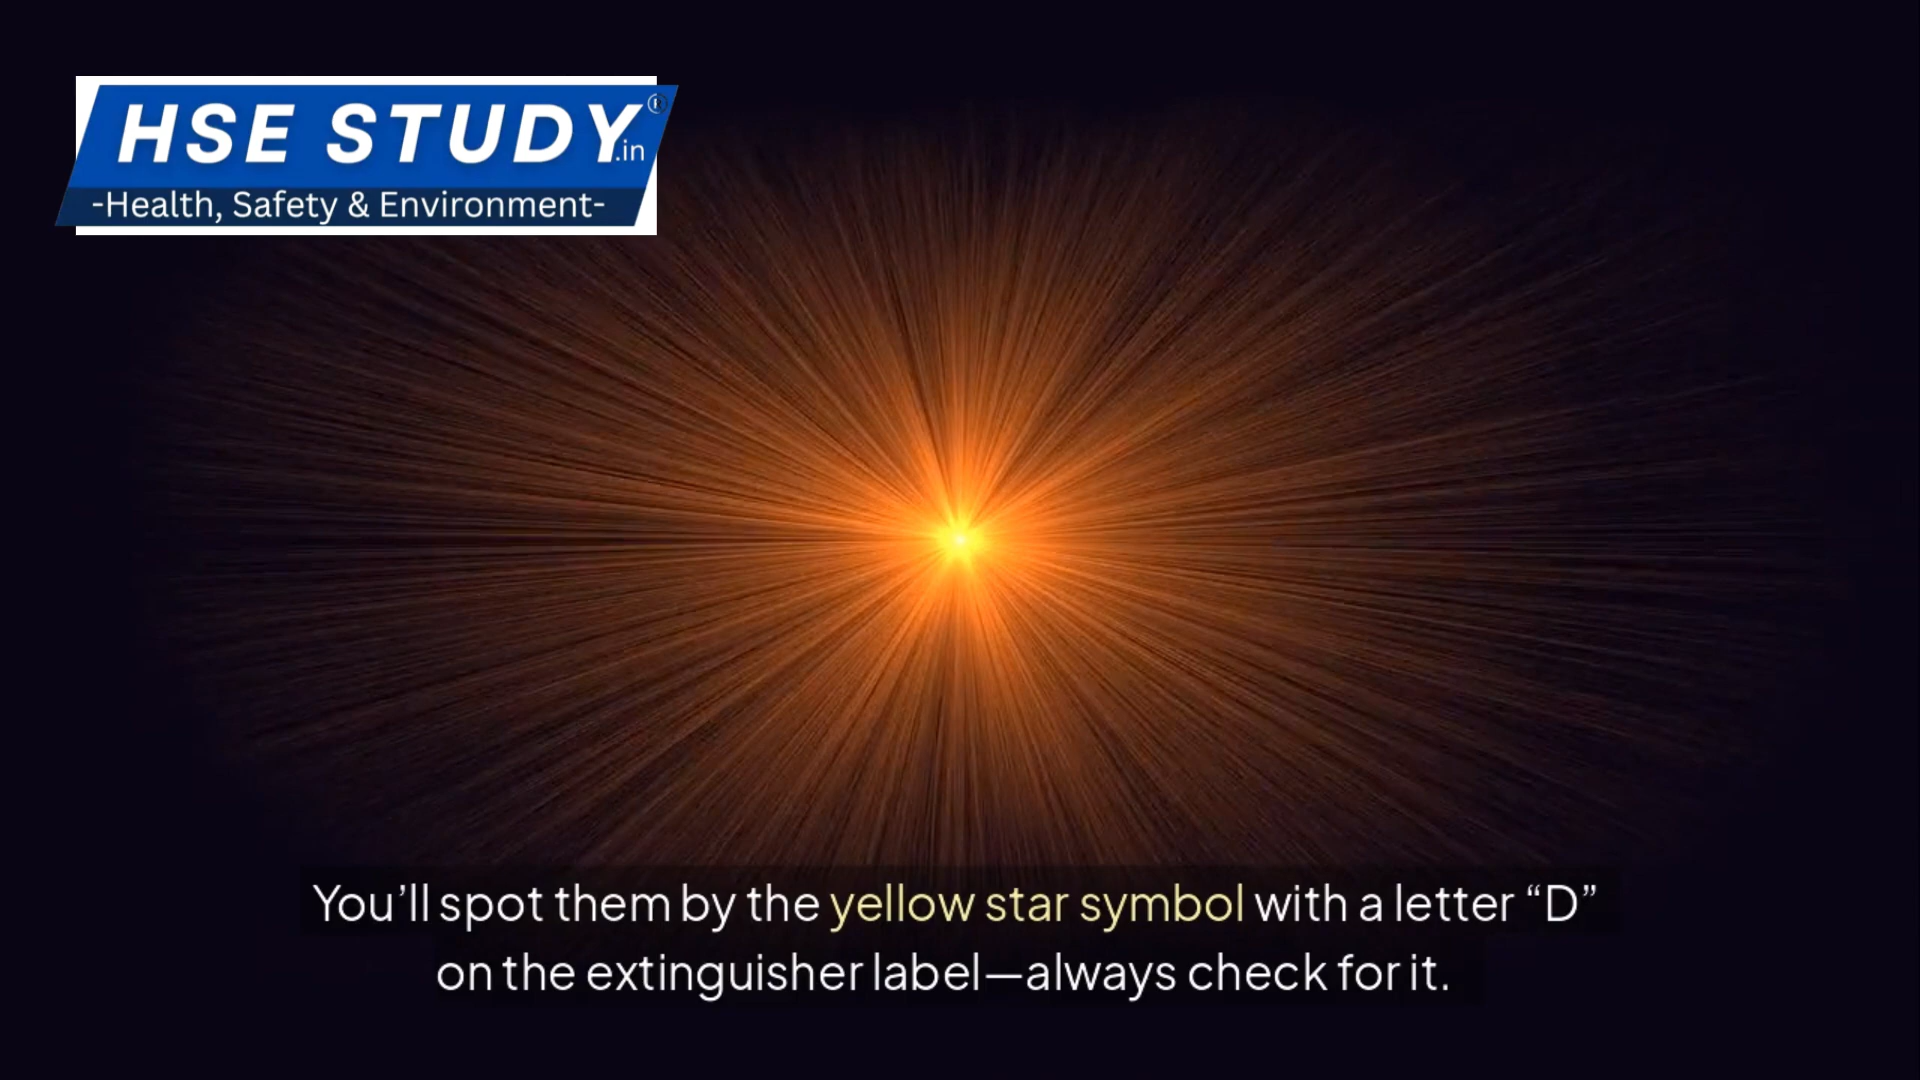 HSE STUDY®
.in
-Health, Safety & Environment-
You’ll spot them by the yellow star symbol with a letter “D”
on the extinguisher label—always check for it.